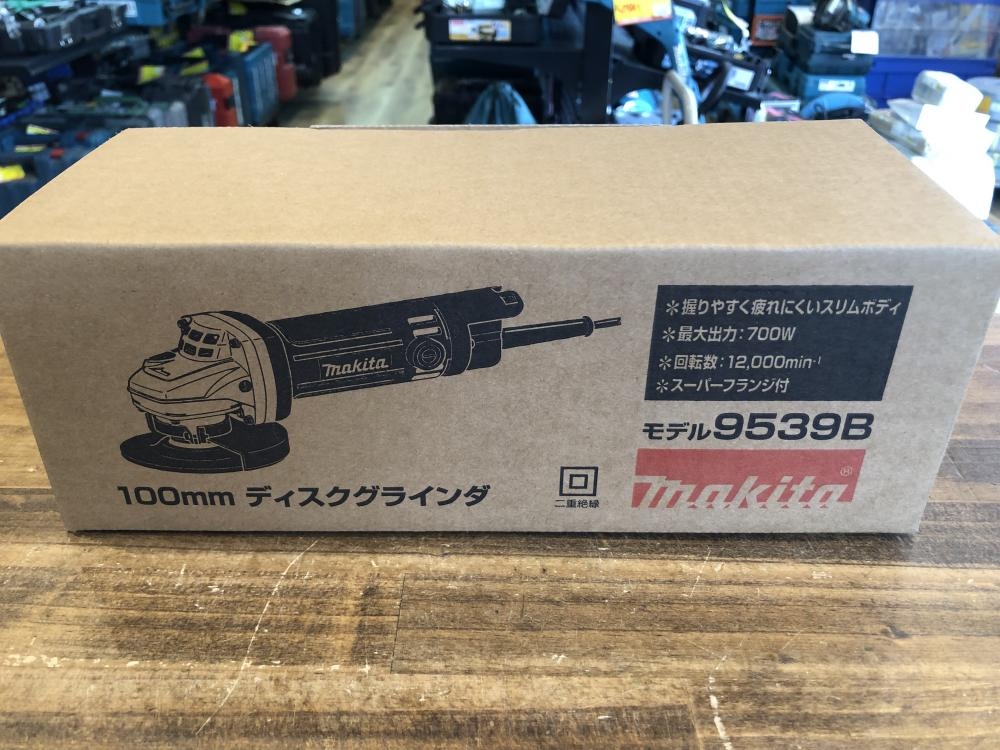 makita
100mm ディスクグラインダ
二重絶縁
＊握りやすく疲れにくいスリムボディ
＊最大出力：700W
＊回転数：12,000min⁻¹
＊スーパーフランジ付
モデル9539B
makita®